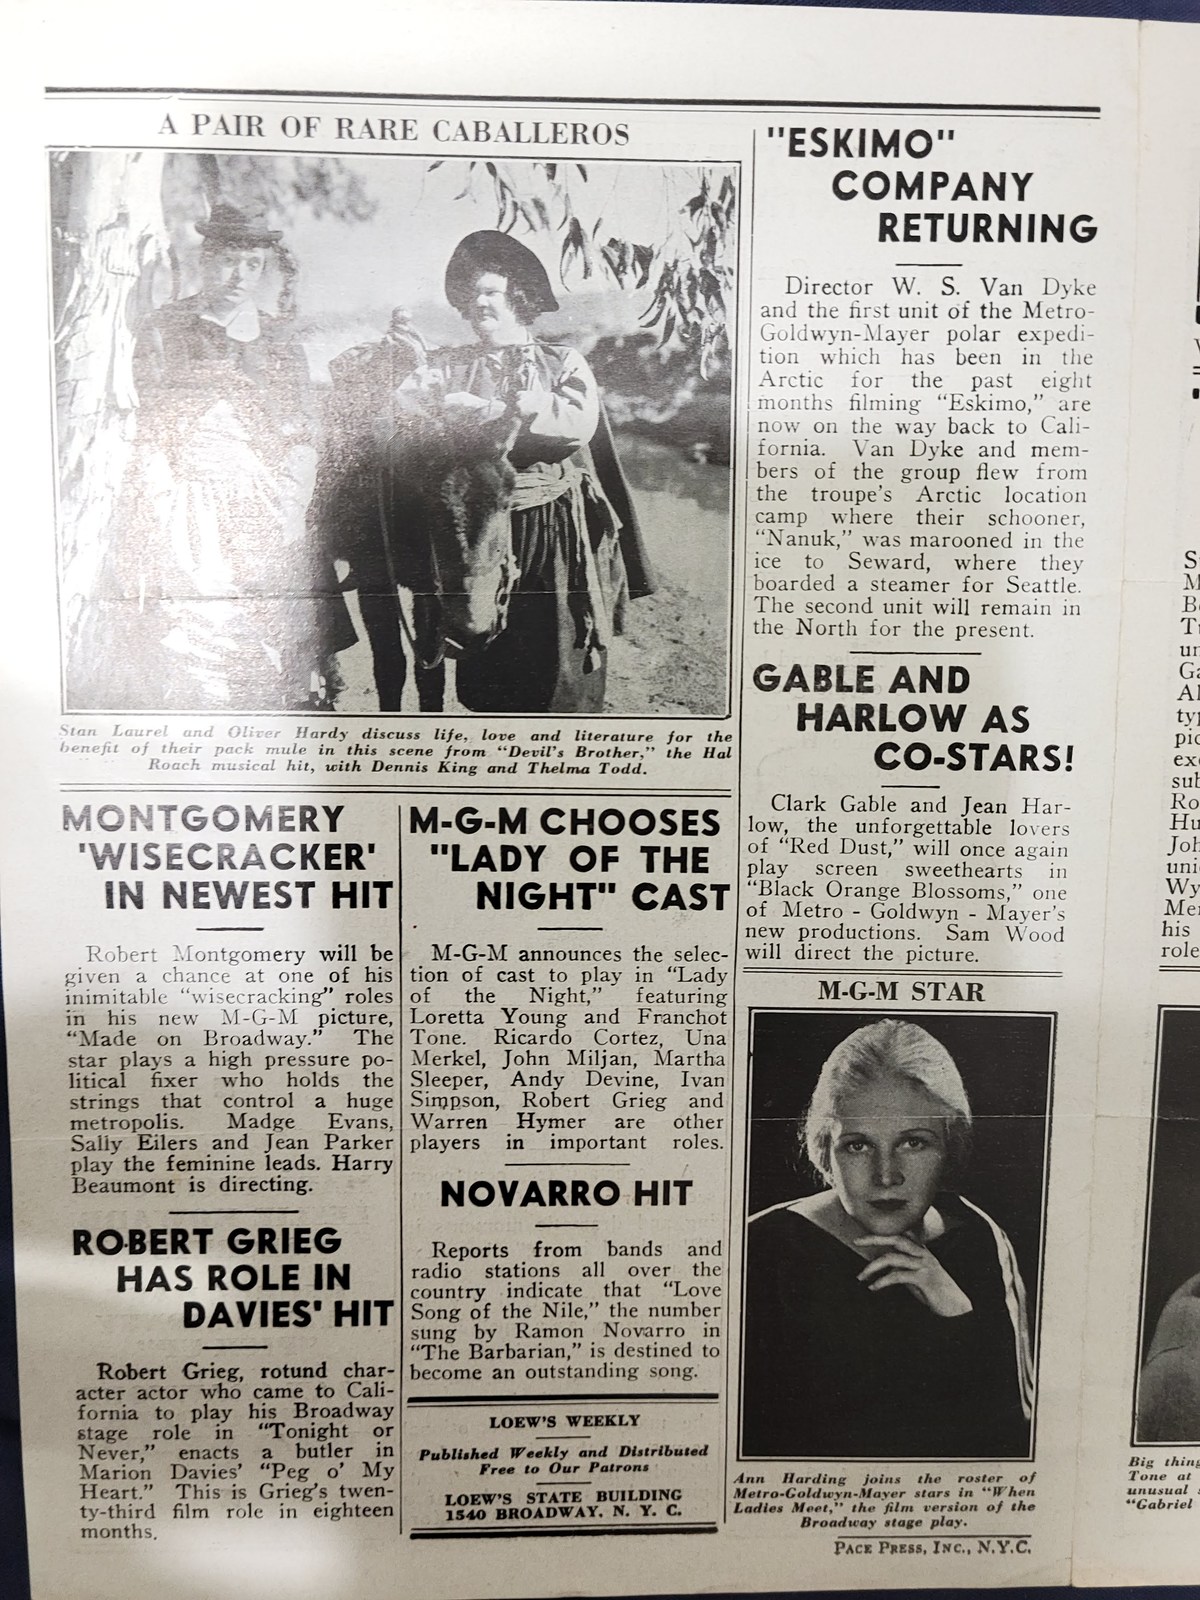 A PAIR OF RARE CABALLEROS
Stan Laurel and Oliver Hardy discuss life, love and literature for the
benefit of their pack mule in this scene from "Devil's Brother," the Hal
Roach musical hit, with Dennis King and Thelma Todd.
MONTGOMERY
'WISECRACKER'
IN NEWEST HIT
Robert Montgomery will be
given a chance at one of his
inimitable "wisecracking" roles
in his new M-G-M picture,
"Made on Broadway." The
star plays a high pressure po-
litical fixer who holds the
strings that control a huge
metropolis. Madge Evans,
Sally Eilers and Jean Parker
play the feminine leads. Harry
Beaumont is directing.
ROBERT GRIEG
HAS ROLE IN
DAVIES' HIT
Robert Grieg, rotund char-
acter actor who came to Cali-
fornia to play his Broadway
stage role in "Tonight or
Never," enacts a butler in
Marion Davies' "Peg o' My
Heart." This is Grieg's twen-
ty-third film role in eighteen
months.
M-G-M CHOOSES
"LADY OF THE
NIGHT" CAST
M-G-M announces the selec-
tion of cast to play in "Lady
of the Night," featuring
Loretta Young and Franchot
Tone. Ricardo Cortez, Una
Merkel, John Miljan, Martha
Sleeper, Andy Devine, Ivan
Simpson, Robert Grieg and
Warren Hymer are other
players in important roles.
NOVARRO HIT
Reports from bands and
radio stations all over the
country indicate that "Love
Song of the Nile," the number
sung by Ramon Novarro in
"The Barbarian," is destined to
become an outstanding song.
LOEW'S WEEKLY
Published Weekly and Distributed
Free to Our Patrons
LOEW'S STATE BUILDING
1540 BROADWAY, N. Y. C.
"ESKIMO"
COMPANY
RETURNING
Director W. S. Van Dyke
and the first unit of the Metro-
Goldwyn-Mayer polar expedi-
tion which has been in the
Arctic for the past eight
months filming "Eskimo," are
now on the way back to Cali-
fornia. Van Dyke and mem-
bers of the group flew from
the troupe's Arctic location
camp where their schooner,
"Nanuk," was marooned in the
ice to Seward, where they
boarded a steamer for Seattle.
The second unit will remain in
the North for the present.
GABLE AND
HARLOW AS
CO-STARS!
Clark Gable and Jean Har-
low, the unforgettable lovers
of "Red Dust," will once again
play screen sweethearts in
"Black Orange Blossoms," one
of Metro - Goldwyn - Mayer's
new productions. Sam Wood
will direct the picture.
M-G-M STAR
Ann Harding joins the roster of
Metro-Goldwyn-Mayer stars in "When
Ladies Meet," the film version of the
Broadway stage play.
PACE PRESS, INC., N.Y.C.
Big thing
Tone at
unusual
"Gabriel